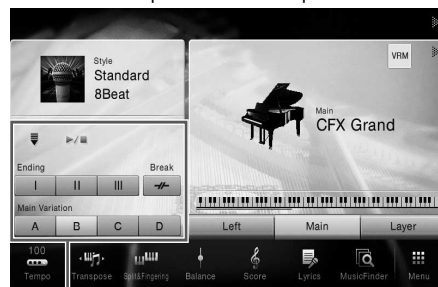 Style
Standard
8Beat
VRM
Main
CFX Grand
Ending
Break
I II III
Main Variation
A B C D
Left Main Layer
100
Tempo Transpose Split&Fingering Balance Score Lyrics MusicFinder Menu